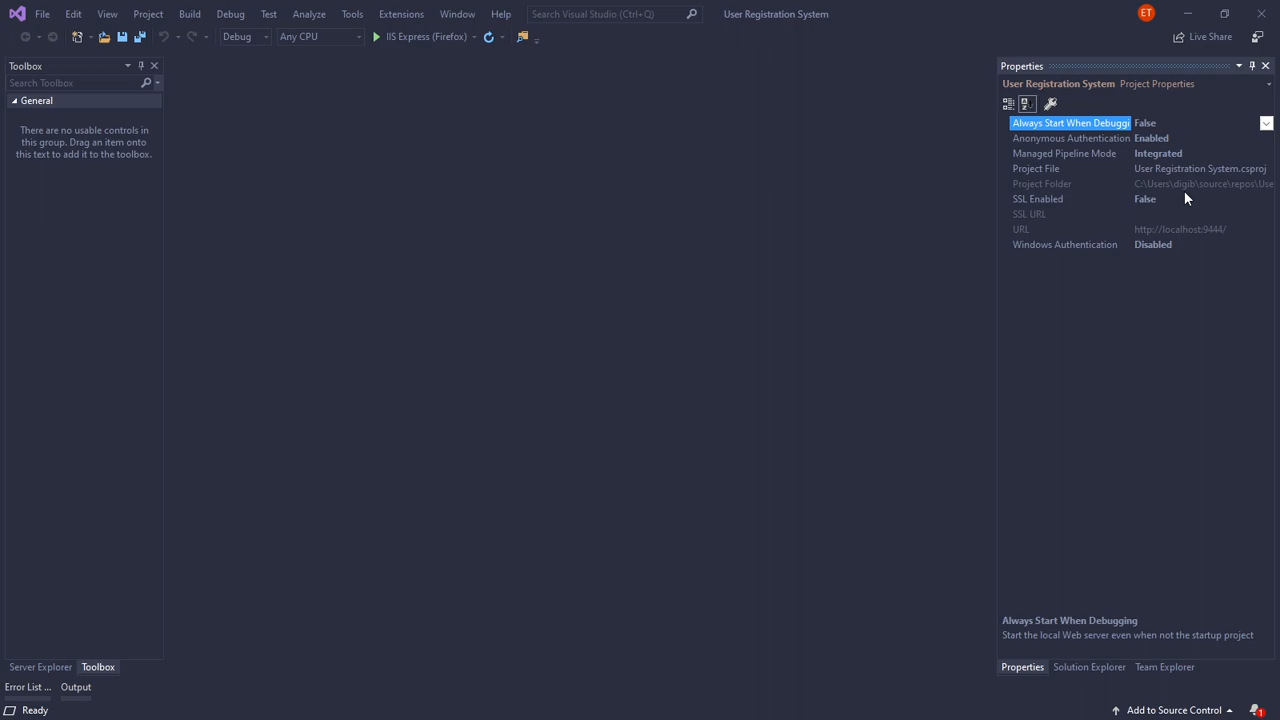 File Edit View Project Build Debug Test Analyze Tools Extensions Window Help Search Visual Studio (Ctrl+Q) User Registration System ET
Debug Any CPU IIS Express (Firefox) Live Share
Toolbox
Search Toolbox
General
There are no usable controls in
this group. Drag an item onto
this text to add it to the toolbox.
Server Explorer Toolbox
Error List ... Output
Ready
Properties
User Registration System Project Properties
Always Start When Debuggi False
Anonymous Authentication Enabled
Managed Pipeline Mode Integrated
Project File User Registration System.csproj
Project Folder C:\Users\digib\source\repos\Use
SSL Enabled False
SSL URL
URL http://localhost:9444/
Windows Authentication Disabled
Always Start When Debugging
Start the local Web server even when not the startup project
Properties Solution Explorer Team Explorer
Add to Source Control 1